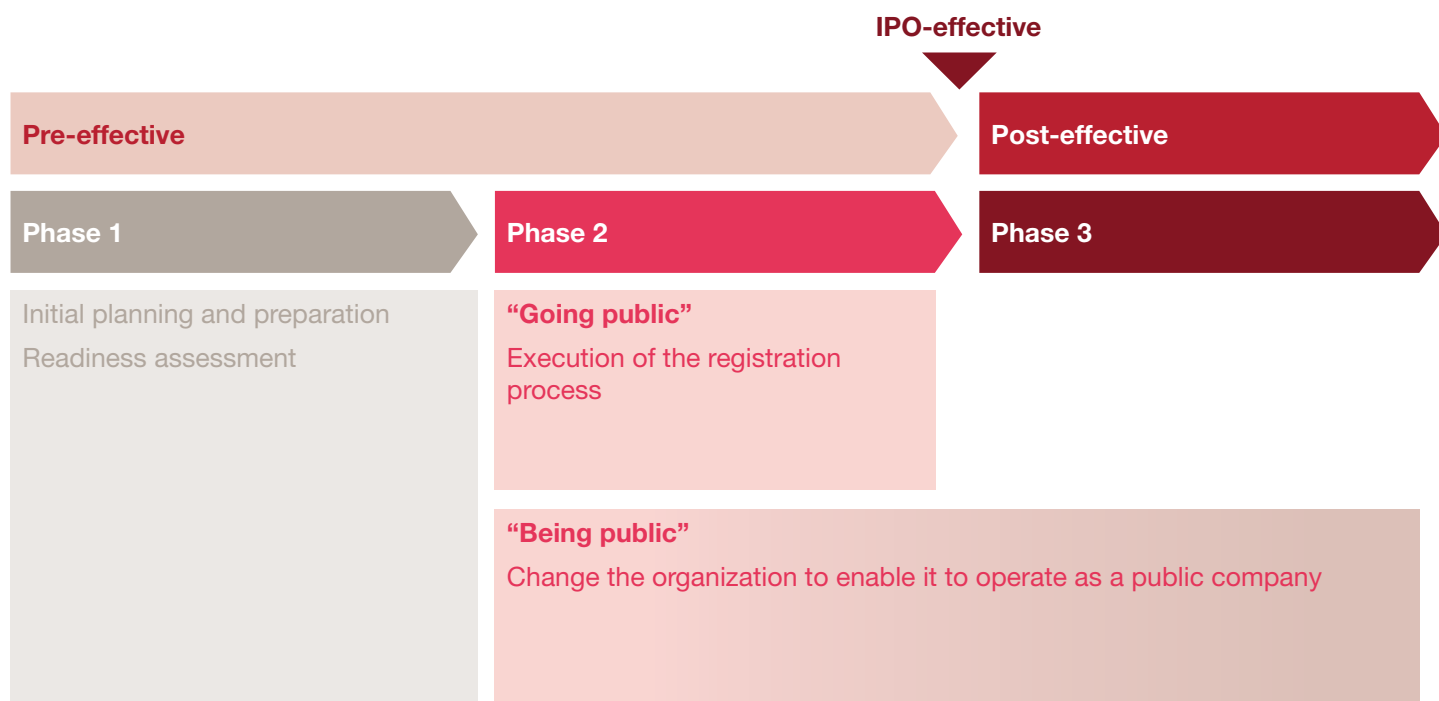 IPO-effective
Pre-effective
Post-effective
Phase 1
Phase 2
Phase 3
Initial planning and preparation
Readiness assessment
“Going public”
Execution of the registration
process
“Being public”
Change the organization to enable it to operate as a public company